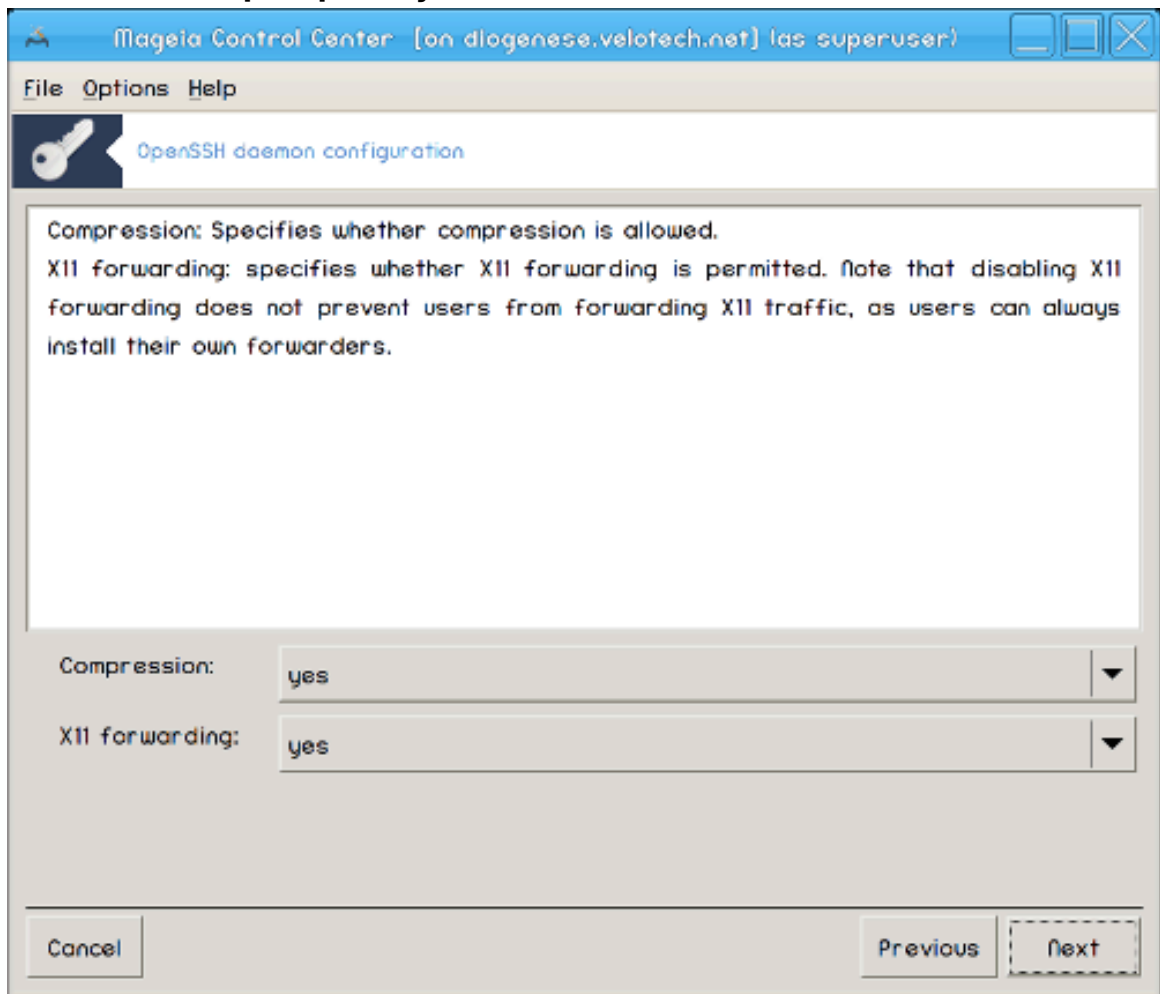 Mageia Control Center [on diogenese.velotech.net] (as superuser)
File Options Help
OpenSSH daemon configuration
Compression: Specifies whether compression is allowed.
X11 forwarding: specifies whether X11 forwarding is permitted. Note that disabling X11
forwarding does not prevent users from forwarding X11 traffic, as users can always
install their own forwarders.
Compression: yes
X11 forwarding: yes
Cancel Previous Next